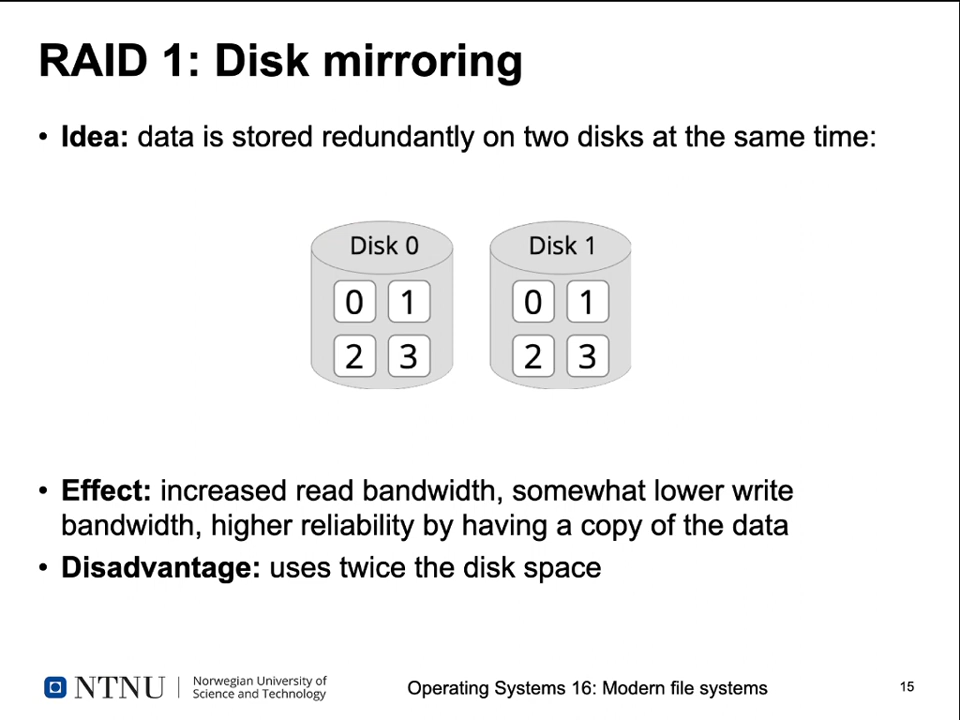 RAID 1: Disk mirroring
• Idea: data is stored redundantly on two disks at the same time:
Disk 0
0 1
2 3
Disk 1
0 1
2 3
• Effect: increased read bandwidth, somewhat lower write
bandwidth, higher reliability by having a copy of the data
• Disadvantage: uses twice the disk space
NTNU
Norwegian University of
Science and Technology
Operating Systems 16: Modern file systems
15